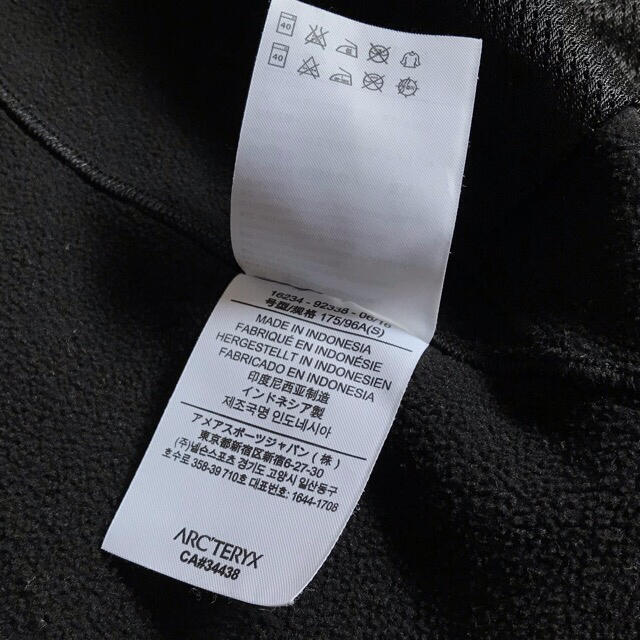 40
40
号型/规格 175/96A(S)
MADE IN INDONESIA
FABRIQUÉ EN INDONÉSIE
HERGESTELLT IN INDONESIEN
FABRICADO EN INDONESIA
印度尼西亚制造
インドネシア製
제조국명 인도네시아
アメアスポーツジャパン(株)
東京都新宿区新宿6-27-30
(주)넬슨스포츠 경기도 고양시 일산동구
호수로 358-39 710호 대표번호: 1644-1708
ARC'TERYX
CA#34438